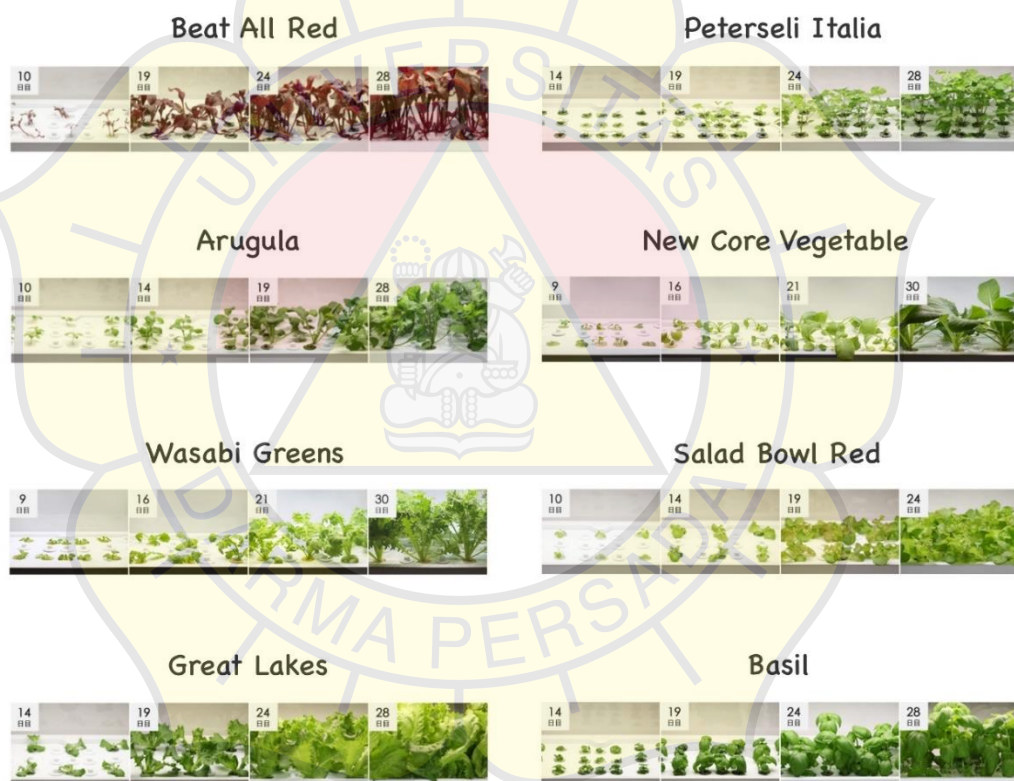 Beat All Red
10 日目
19 日目
24 日目
28 日目
Peterseli Italia
14 日目
19 日目
24 日目
28 日目
Arugula
10 日目
14 日目
19 日目
28 日目
New Core Vegetable
9 日目
16 日目
21 日目
30 日目
Wasabi Greens
9 日目
16 日目
21 日目
30 日目
Salad Bowl Red
10 日目
14 日目
19 日目
24 日目
Great Lakes
14 日目
19 日目
24 日目
28 日目
Basil
14 日目
19 日目
24 日目
28 日目
UNIVERSITAS
DARMA PERSADA